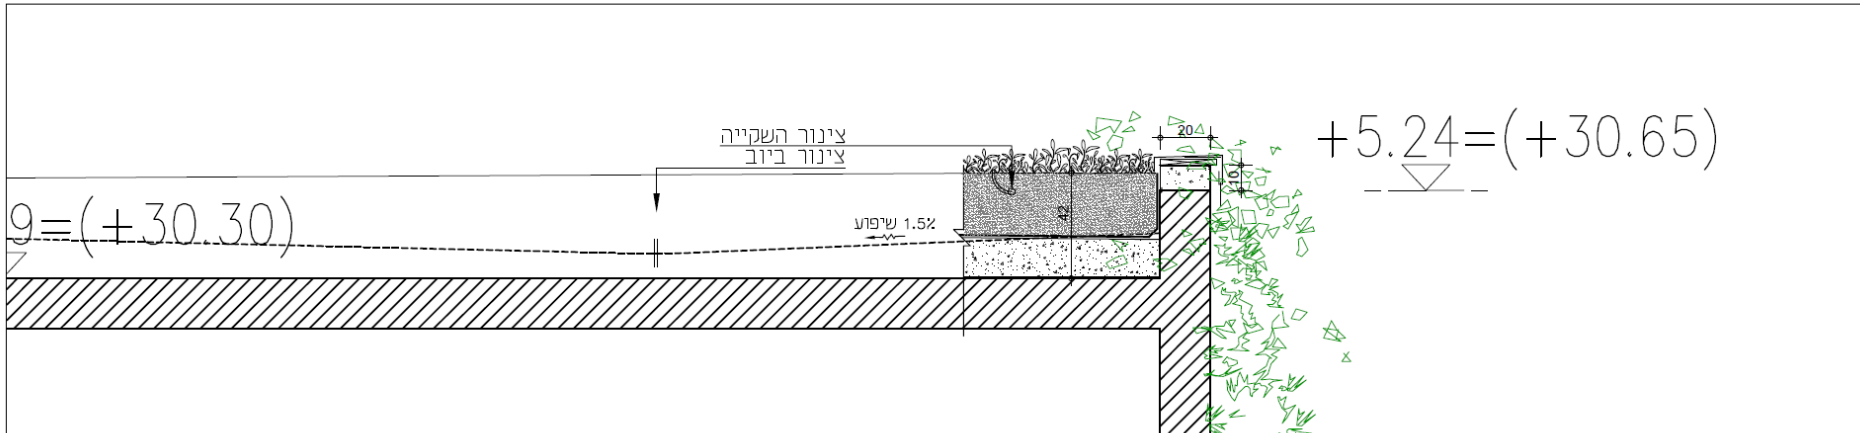 20
+5.24=(+30.65)
צינור השקייה
צינור ביוב
10
42
9=(+30.30)
1.5% שיפוע